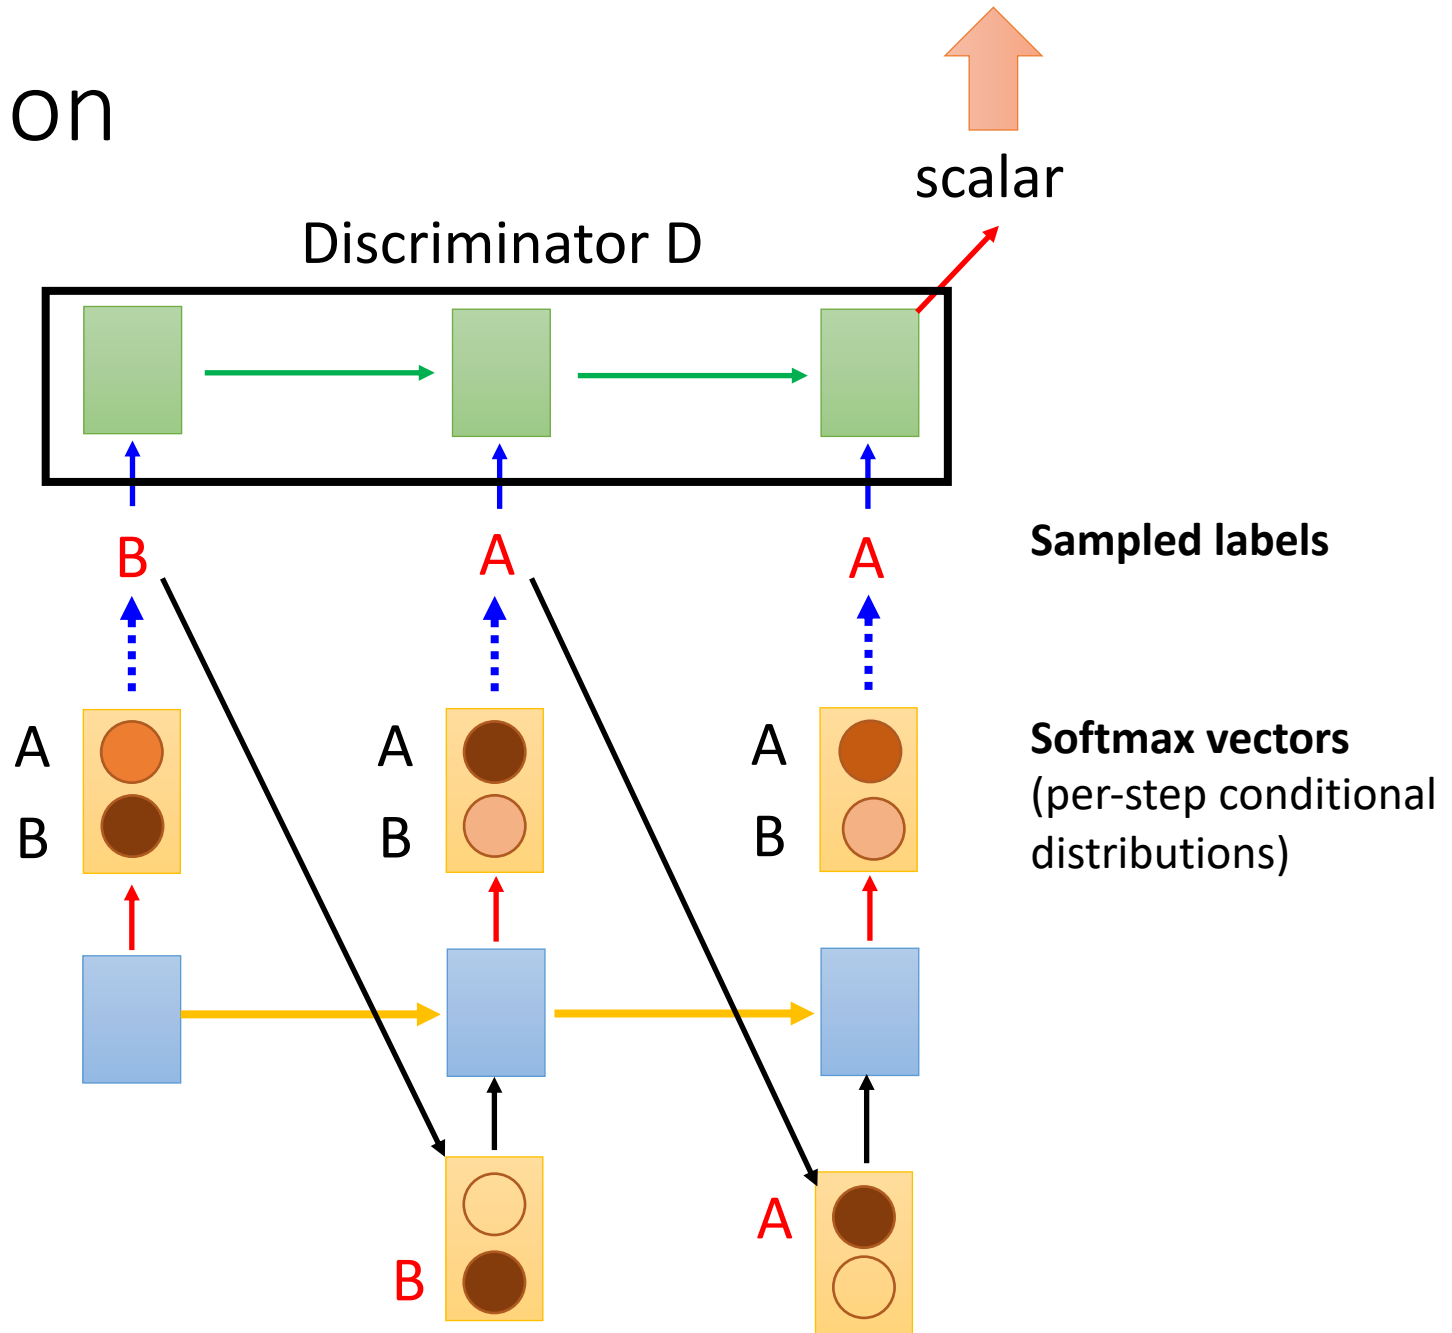 on
scalar
Discriminator D
B
A
A
Sampled labels
A
B
A
B
A
B
Softmax vectors
(per-step conditional
distributions)
B
A